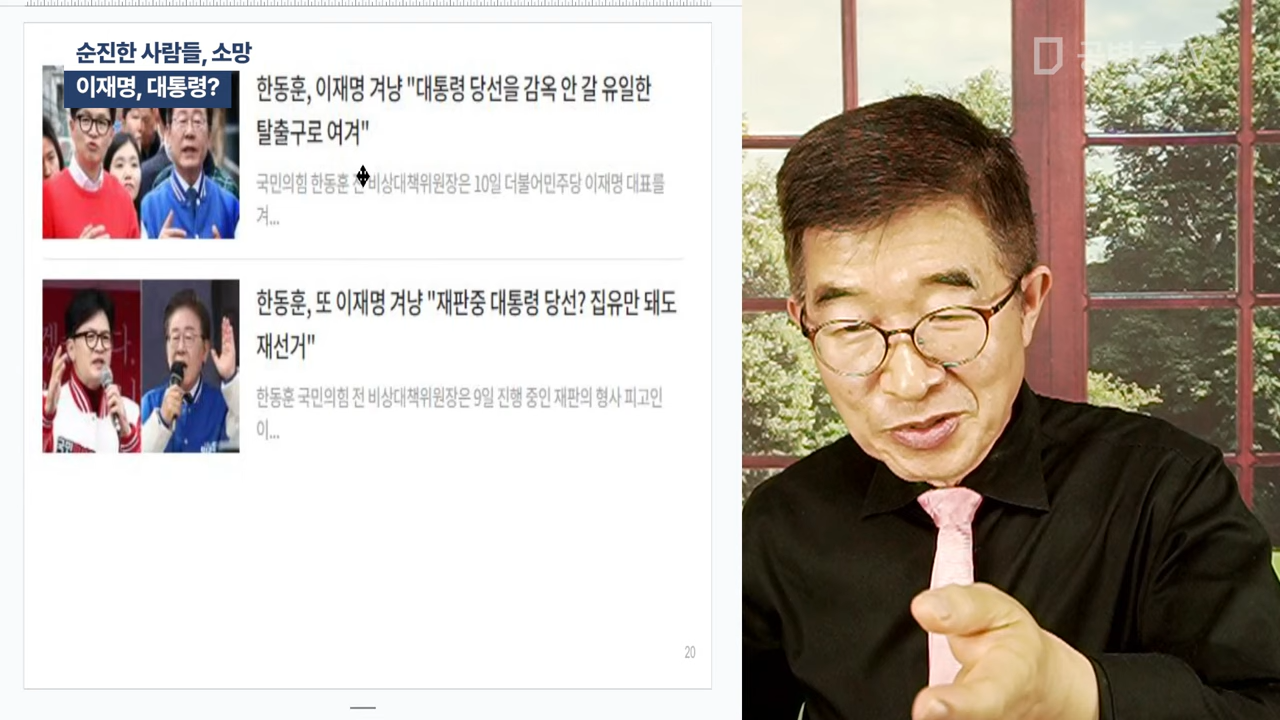 순진한 사람들, 소망
이재명, 대통령?
한동훈, 이재명 겨냥 "대통령 당선을 감옥 안 갈 유일한
탈출구로 여겨"
국민의힘 한동훈 전 비상대책위원장은 10일 더불어민주당 이재명 대표를
겨...
한동훈, 또 이재명 겨냥 "재판중 대통령 당선? 집유만 돼도
재선거"
한동훈 국민의힘 전 비상대책위원장은 9일 진행 중인 재판의 형사 피고인
이...
20